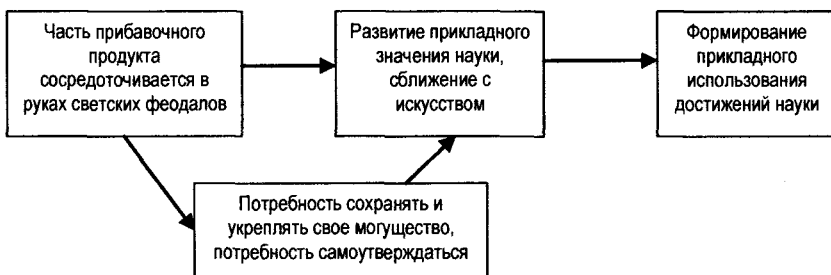 Часть прибавочного
продукта
сосредоточивается в
руках светских феодалов
Развитие прикладного
значения науки,
сближение с
искусством
Формирование
прикладного
использования
достижений науки
Потребность сохранять и
укреплять свое могущество,
потребность самоутверждаться